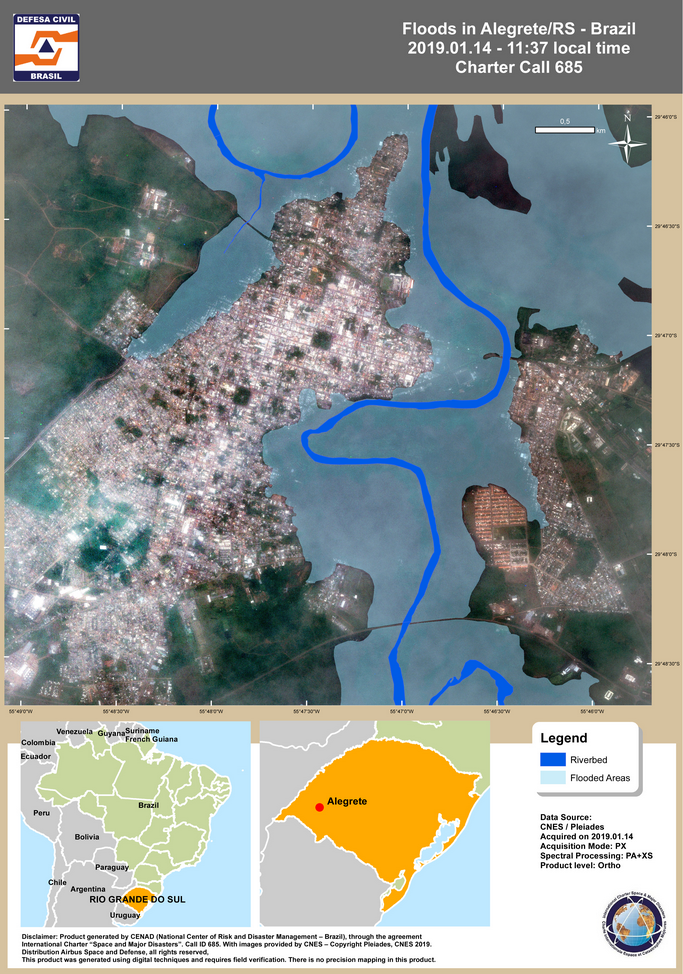 DEFESA CIVIL
BRASIL
Floods in Alegrete/RS - Brazil
2019.01.14 - 11:37 local time
Charter Call 685
0,5
km
N
29°46'0"S
29°46'30"S
29°47'0"S
29°47'30"S
29°48'0"S
29°48'30"S
55°49'0"W
55°48'30"W
55°48'0"W
55°47'30"W
55°47'0"W
55°46'30"W
55°46'0"W
Venezuela
Guyana
Suriname
French Guiana
Colombia
Ecuador
Brazil
Peru
Bolivia
Paraguay
Chile
Argentina
RIO GRANDE DO SUL
Uruguay
Alegrete
Legend
Riverbed
Flooded Areas
Data Source:
CNES / Pleiades
Acquired on 2019.01.14
Acquisition Mode: PX
Spectral Processing: PA+XS
Product level: Ortho
Disclaimer: Product generated by CENAD (National Center of Risk and Disaster Management – Brazil), through the agreement
International Charter “Space and Major Disasters”. Call ID 685. With images provided by CNES – Copyright Pleiades, CNES 2019.
Distribution Airbus Space and Defense, all rights reserved,
This product was generated using digital techniques and requires field verification. There is no precision mapping in this product.